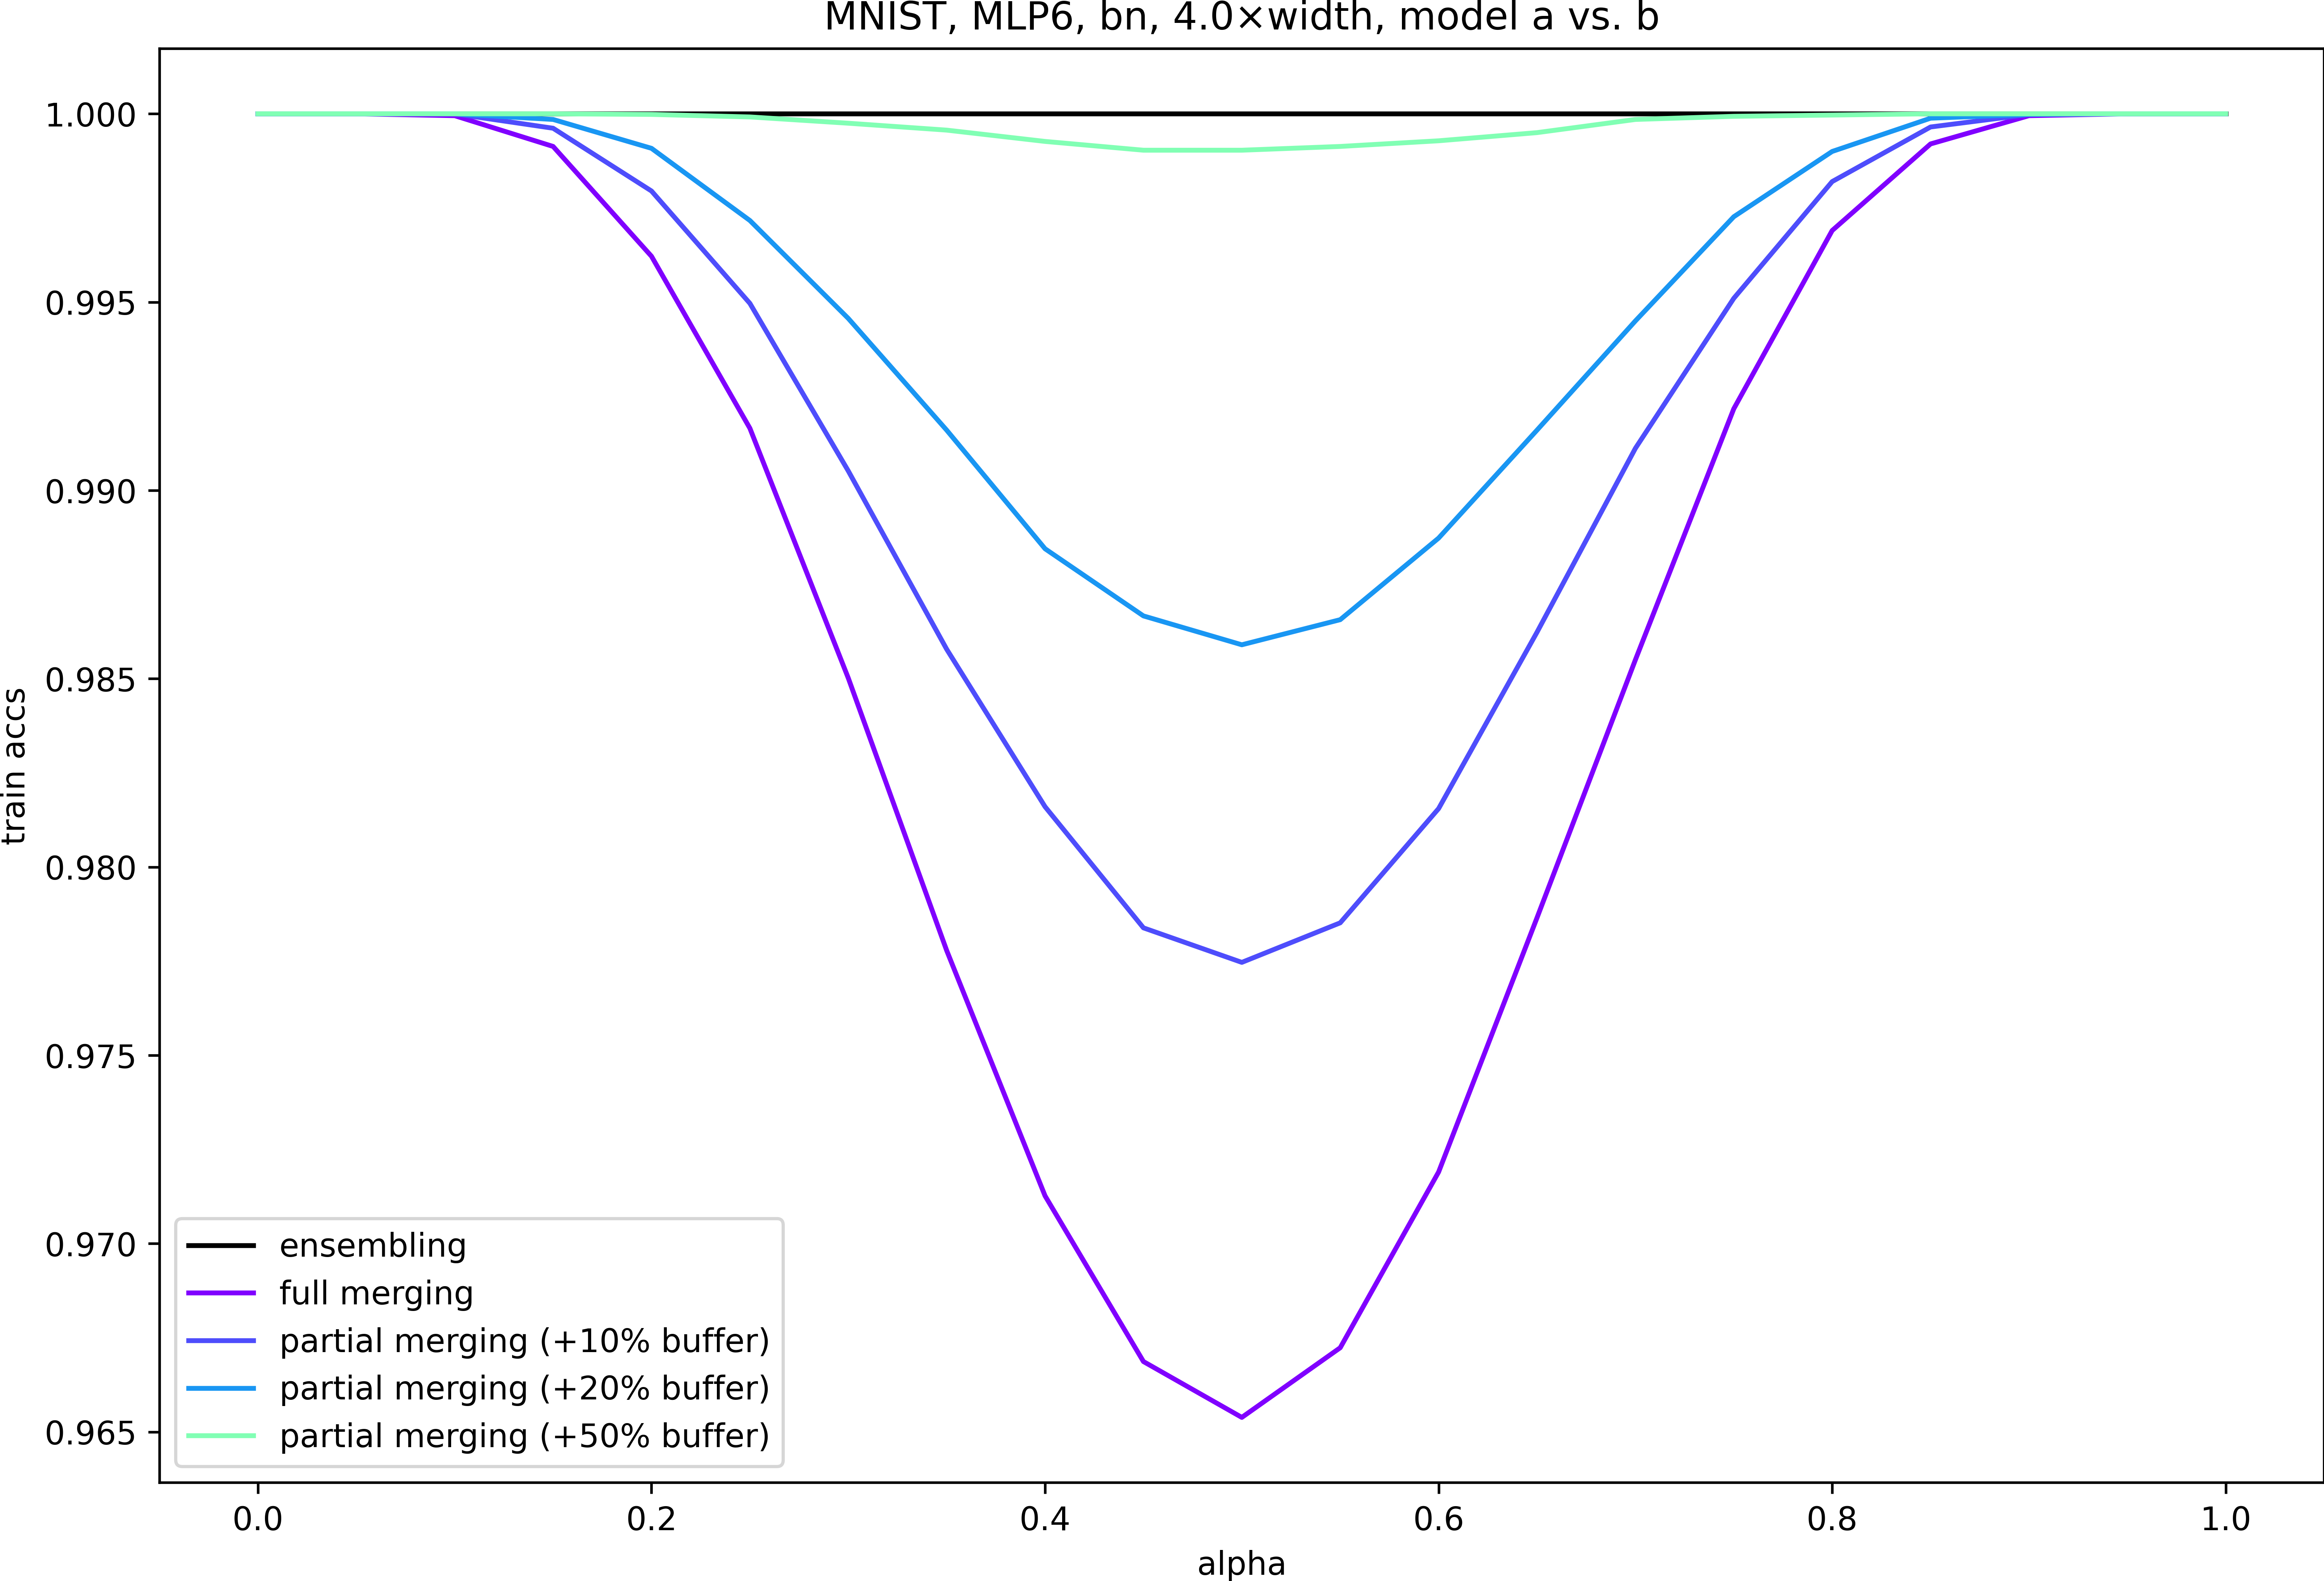 MNIST, MLP6, bn, 4.0×width, model a vs. b
train accs
1.000
0.995
0.990
0.985
0.980
0.975
0.970
0.965
ensembling
full merging
partial merging (+10% buffer)
partial merging (+20% buffer)
partial merging (+50% buffer)
0.0 0.2 0.4 0.6 0.8 1.0
alpha